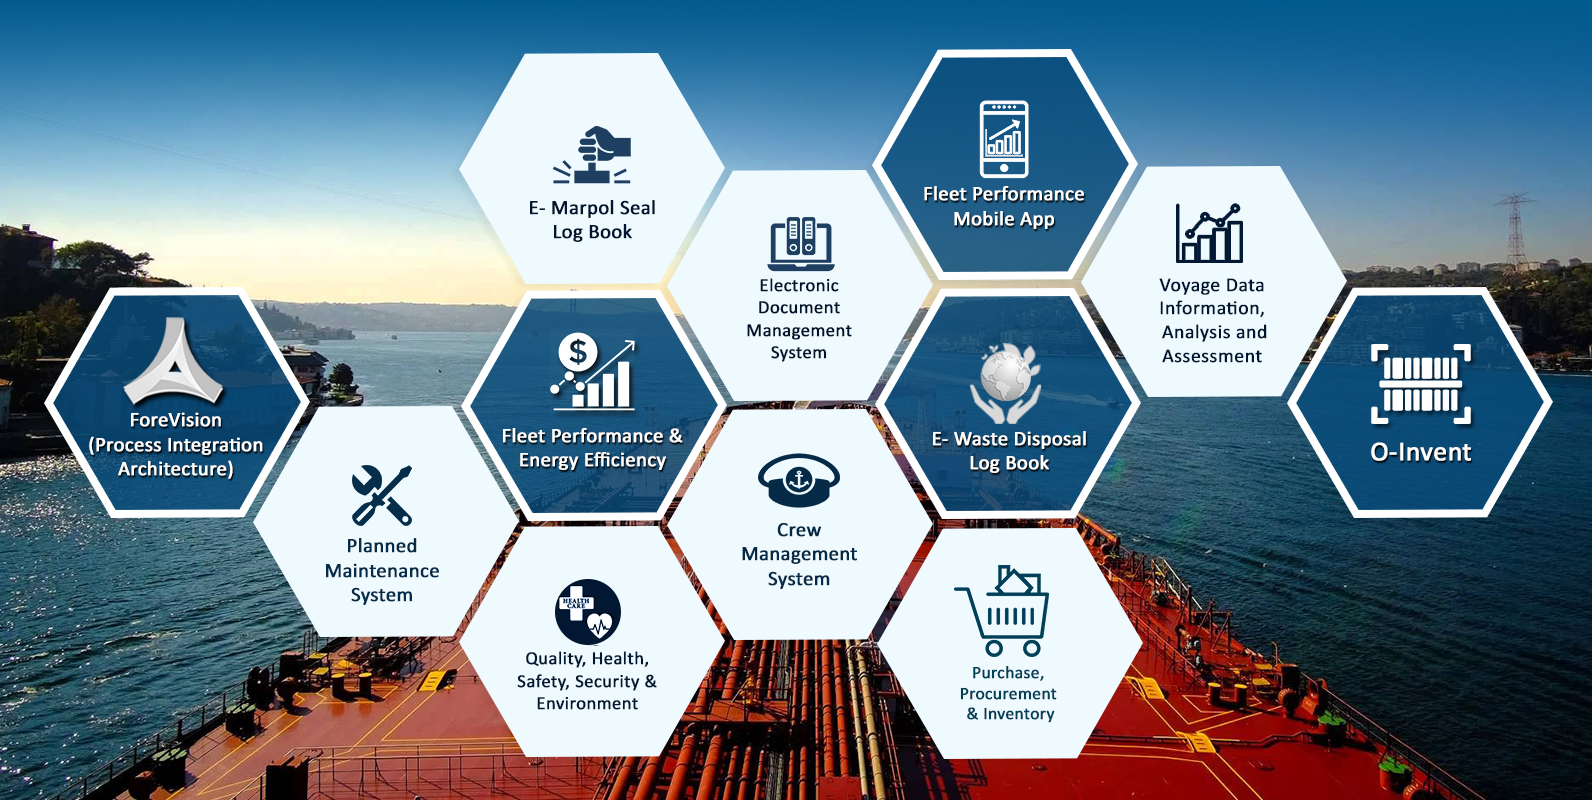 E- Marpol Seal
Log Book
Fleet Performance
Mobile App
Electronic
Document
Management
System
Voyage Data
Information,
Analysis and
Assessment
ForeVision
(Process Integration
Architecture)
$
Fleet Performance &
Energy Efficiency
E- Waste Disposal
Log Book
O-Invent
Planned
Maintenance
System
Crew
Management
System
HEALTH
CARE
Quality, Health,
Safety, Security &
Environment
Purchase,
Procurement
& Inventory